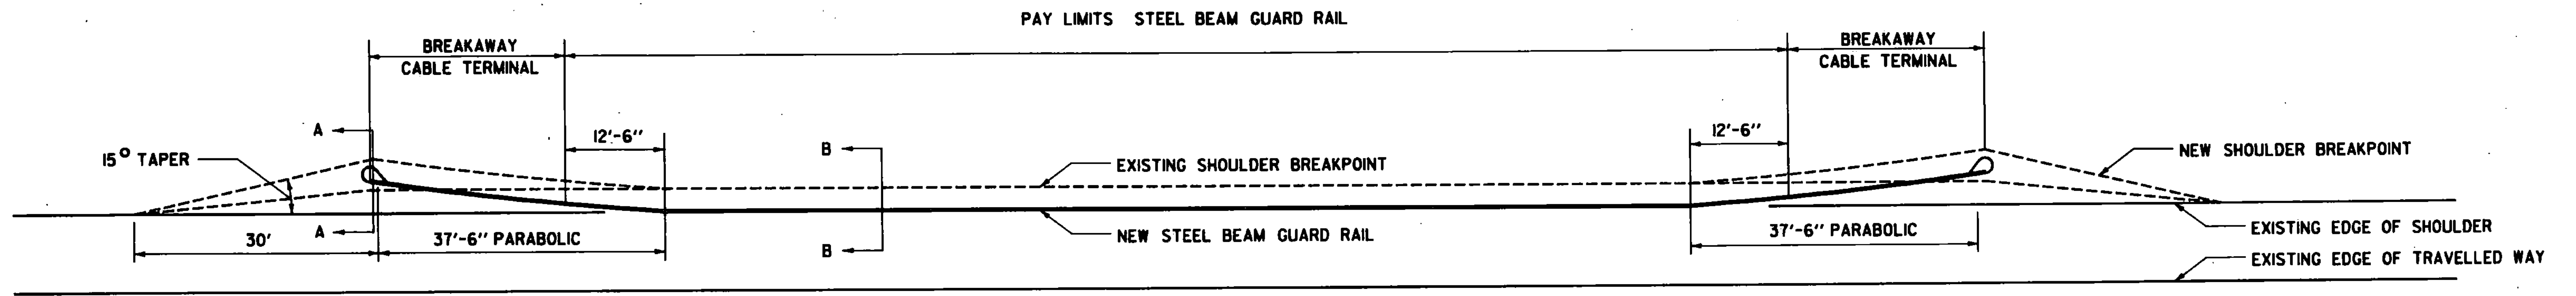 PAY LIMITS STEEL BEAM GUARD RAIL
BREAKAWAY
CABLE TERMINAL
BREAKAWAY
CABLE TERMINAL
A
12'-6"
B
12'-6"
15° TAPER
EXISTING SHOULDER BREAKPOINT
NEW SHOULDER BREAKPOINT
A
30'
37'-6" PARABOLIC
B
NEW STEEL BEAM GUARD RAIL
37'-6" PARABOLIC
EXISTING EDGE OF SHOULDER
EXISTING EDGE OF TRAVELLED WAY